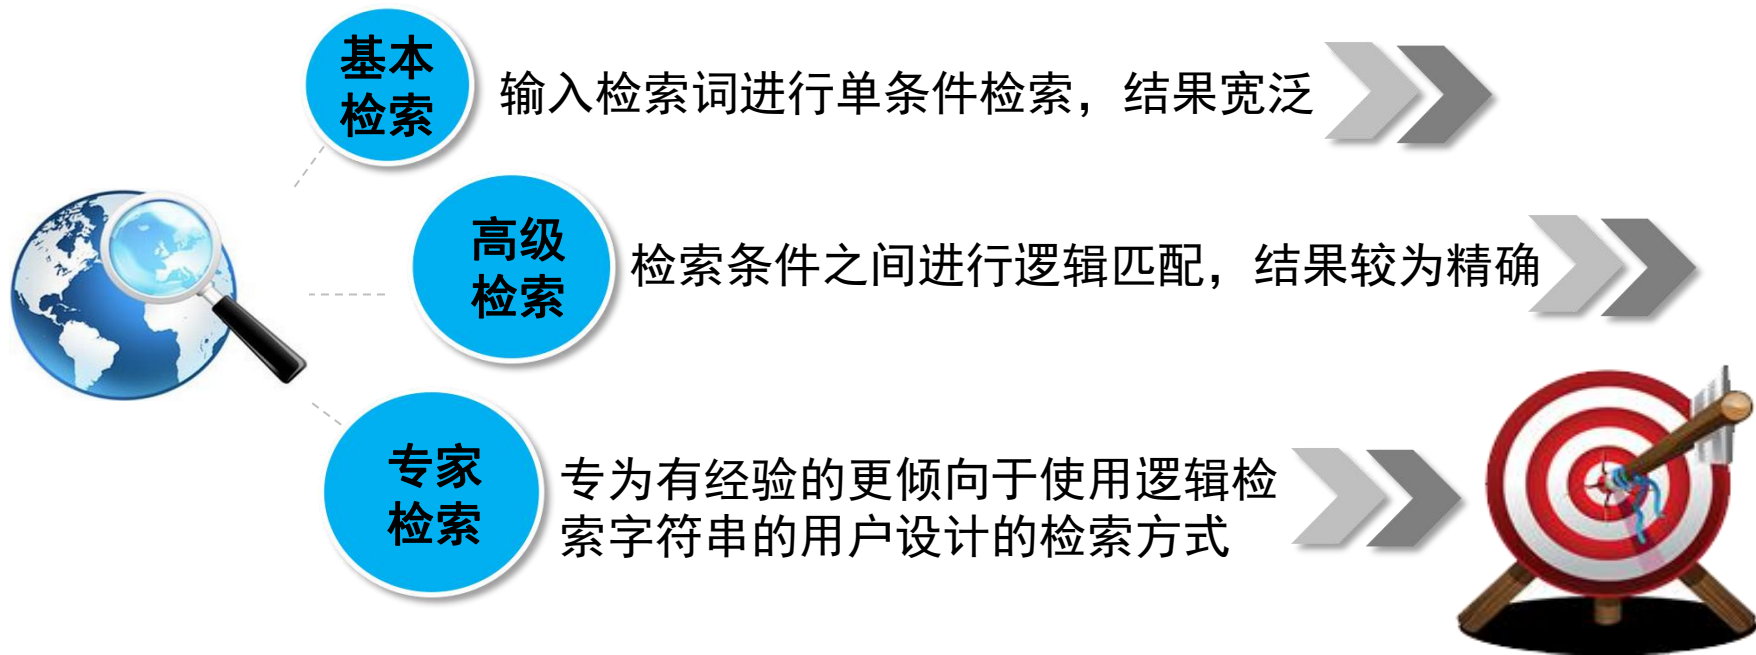 基本
检索
输入检索词进行单条件检索，结果宽泛
高级
检索
检索条件之间进行逻辑匹配，结果较为精确
专家
检索
专为有经验的更倾向于使用逻辑检
索字符串的用户设计的检索方式